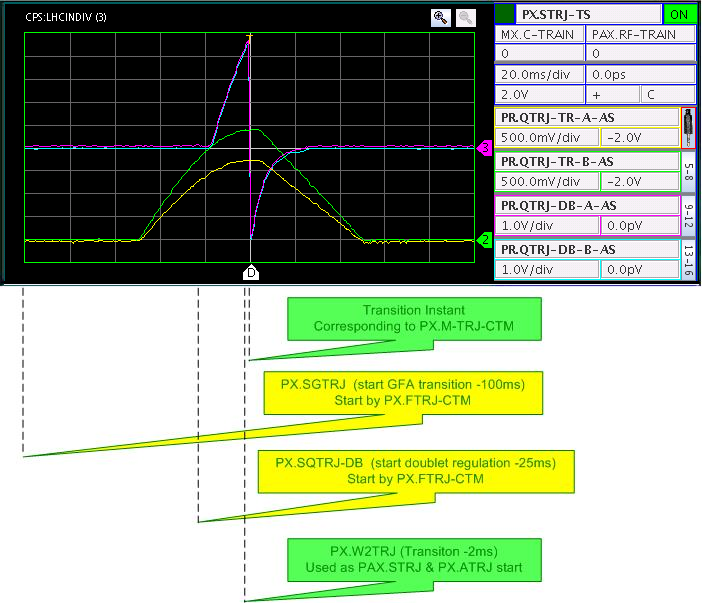 CPS:LHCINDIV (3)
PX.STRJ-TS
ON
MX.C-TRAIN
PAX.RF-TRAIN
0
0
20.0ms/div
0.0ps
2.0V
+
C
PR.QTRJ-TR-A-AS
500.0mV/div
-2.0V
PR.QTRJ-TR-B-AS
500.0mV/div
-2.0V
5-8
PR.QTRJ-DB-A-AS
1.0V/div
0.0pV
9-12
PR.QTRJ-DB-B-AS
1.0V/div
0.0pV
13-16
3
2
D
Transition Instant
Corresponding to PX.M-TRJ-CTM
PX.SGTRJ (start GFA transition -100ms)
Start by PX.FTRJ-CTM
PX.SQTRJ-DB (start doublet regulation -25ms)
Start by PX.FTRJ-CTM
PX.W2TRJ (Transiton -2ms)
Used as PAX.STRJ & PX.ATRJ start